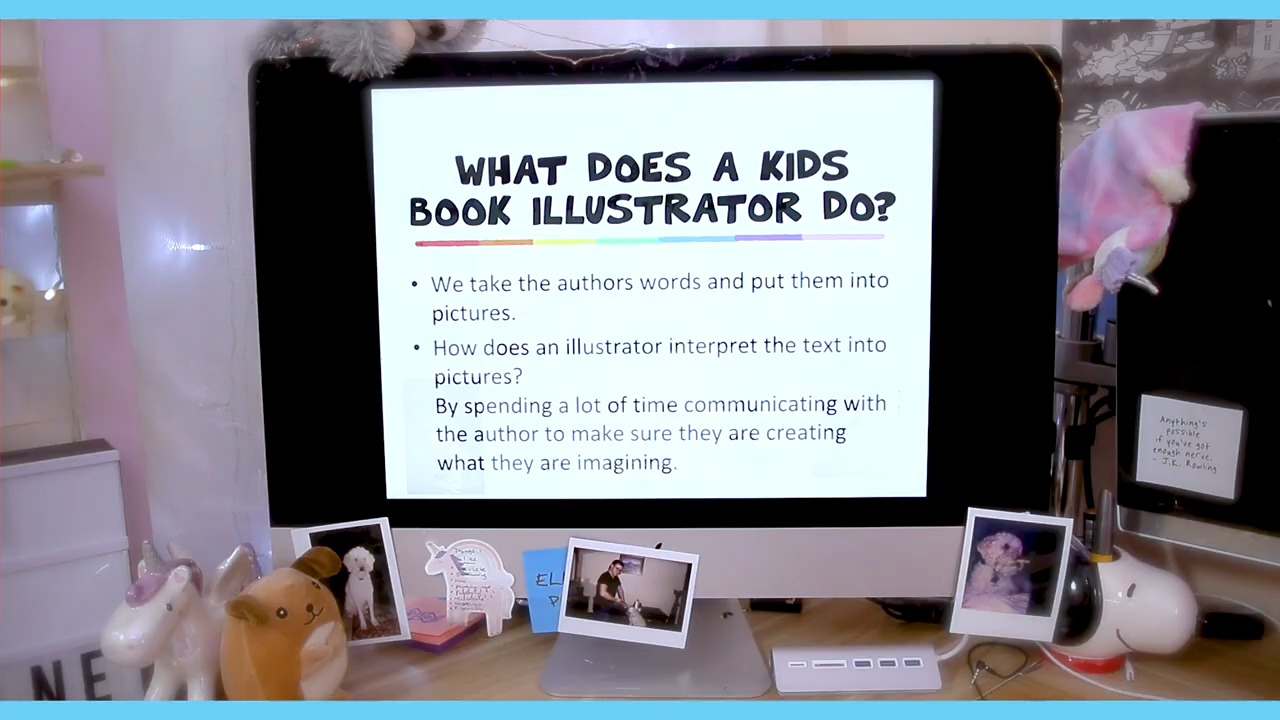 WHAT DOES A KIDS
BOOK ILLUSTRATOR DO?
• We take the authors words and put them into
pictures.
• How does an illustrator interpret the text into
pictures?
By spending a lot of time communicating with
the author to make sure they are creating
what they are imagining.
Anything's
possible
if you've got
enough nerve.
- J.K. Rowling
EL
P
NE